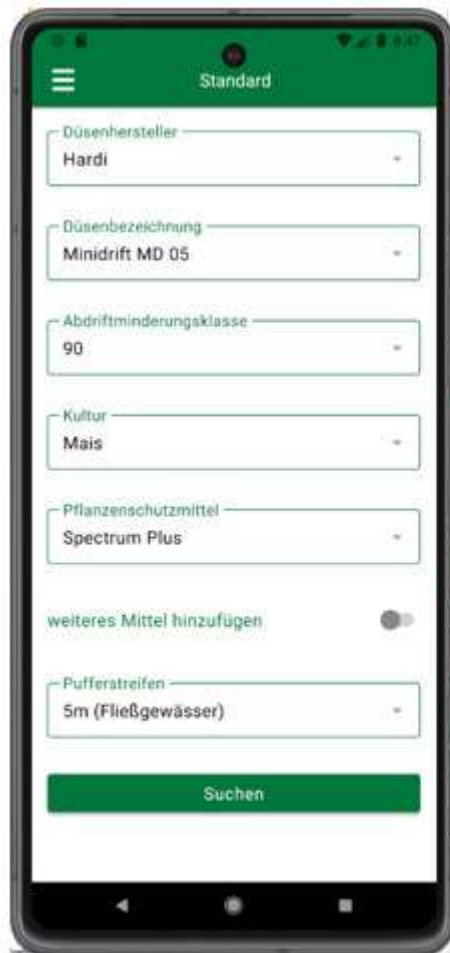 Standard
Düsenhersteller
Hardi
Düsenbezeichnung
Minidrift MD 05
Abdriftminderungsklasse
90
Kultur
Mais
Pflanzenschutzmittel
Spectrum Plus
weiteres Mittel hinzufügen
Pufferstreifen
5m (Fließgewässer)
Suchen